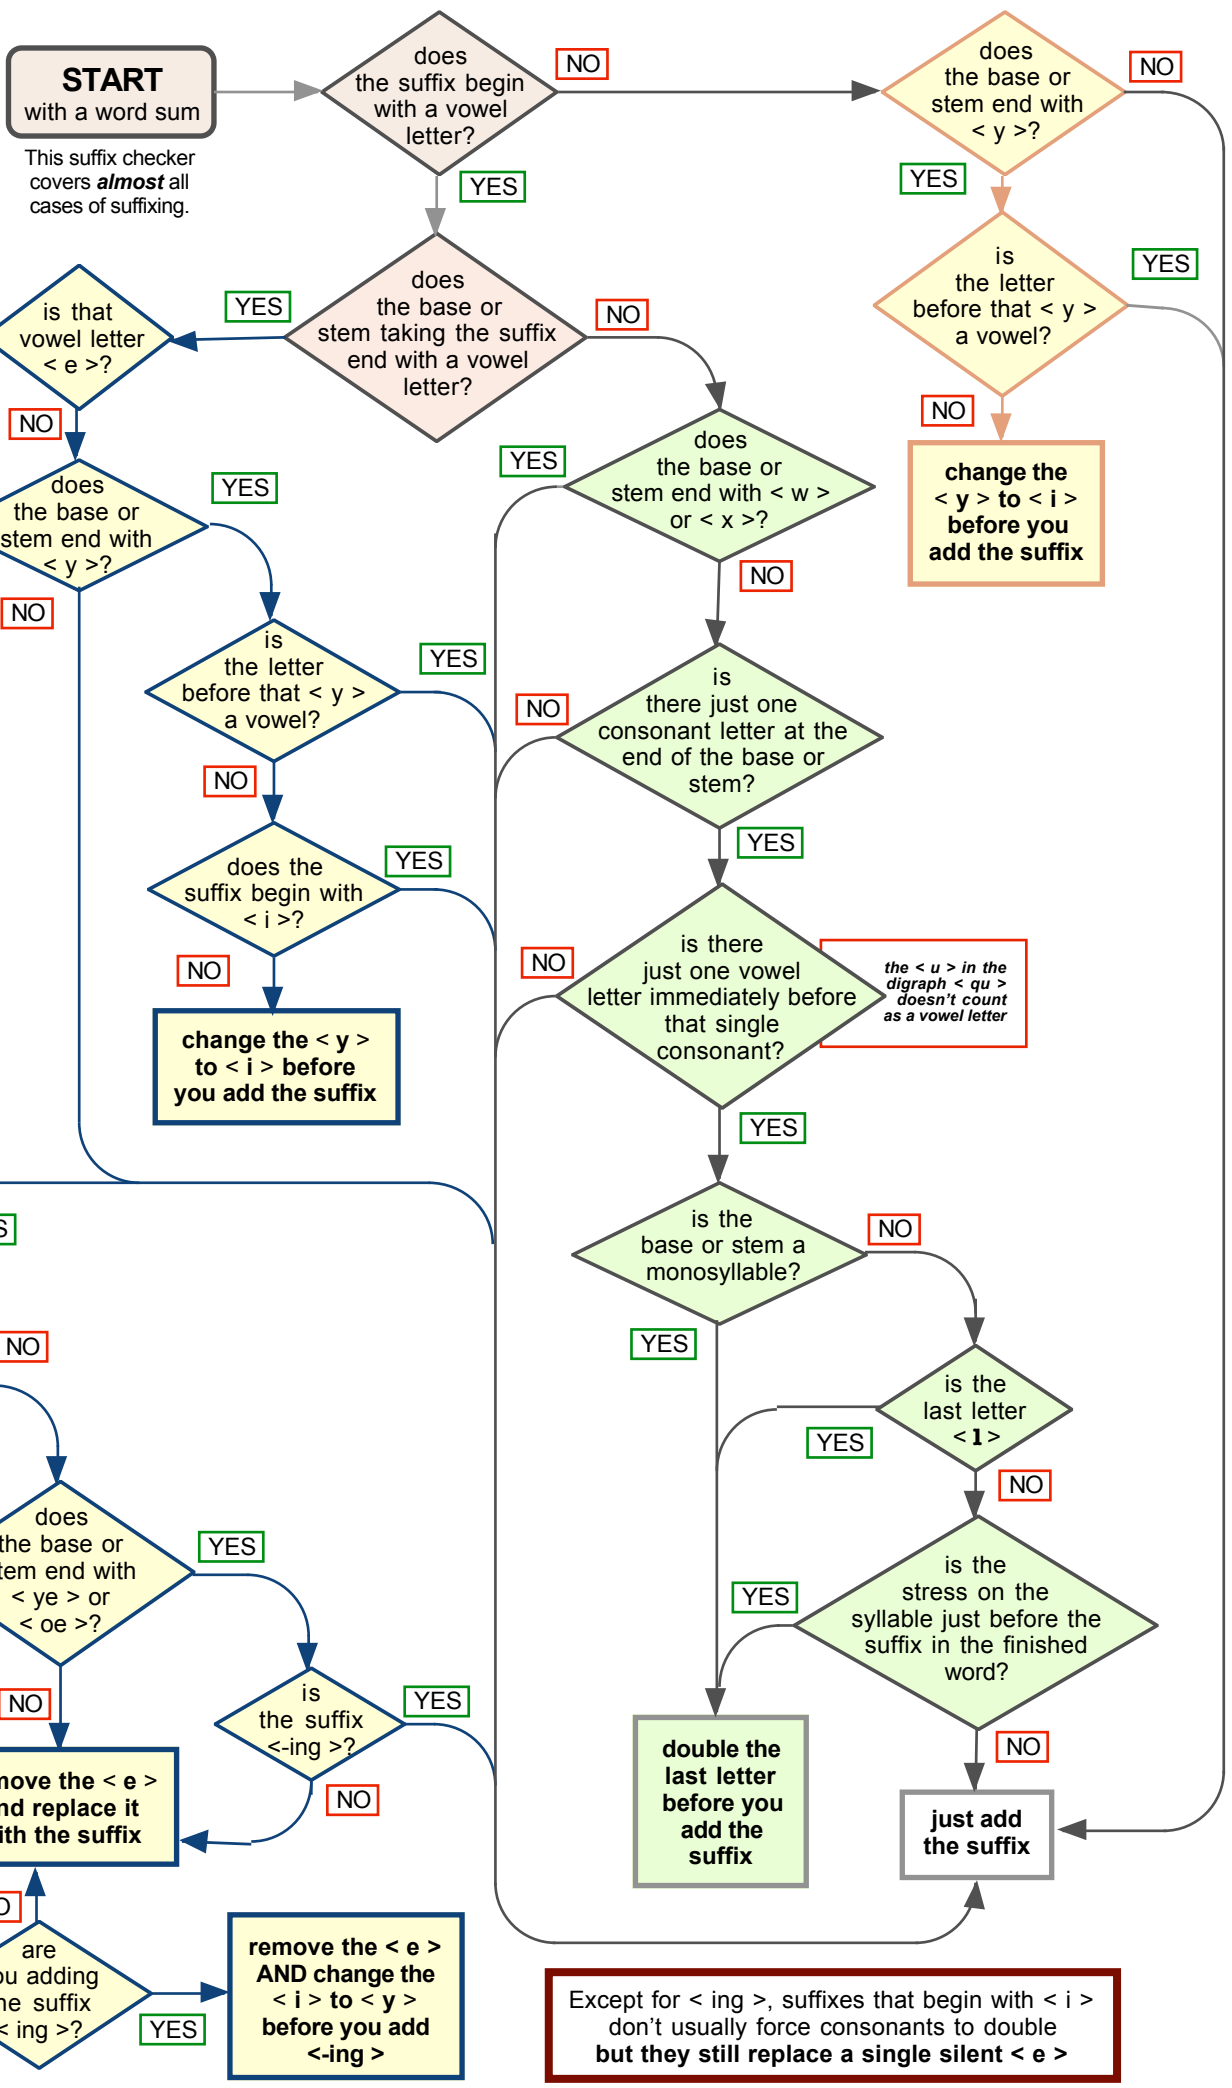 START
with a word sum
This suffix checker
covers almost all
cases of suffixing.
does
the suffix begin
with a vowel
letter?
NO
YES
does
the base or
stem end with
< y >?
NO
YES
is
the letter
before that < y >
a vowel?
YES
NO
change the
< y > to < i >
before you
add the suffix
does
the base or
stem taking the suffix
end with a vowel
letter?
YES
NO
is that
vowel letter
< e >?
NO
does
the base or
stem end with
< y >?
YES
NO
is
the letter
before that < y >
a vowel?
YES
NO
does the
suffix begin with
< i >?
YES
NO
change the < y >
to < i > before
you add the suffix
does
the base or
stem end with < w >
or < x >?
YES
NO
is
there just one
consonant letter at the
end of the base or
stem?
NO
YES
is there
just one vowel
letter immediately before
that single
consonant?
NO
the < u > in the
digraph < qu >
doesn't count
as a vowel letter
YES
is the
base or stem a
monosyllable?
NO
YES
is the
last letter
< l >
YES
NO
is the
stress on the
syllable just before the
suffix in the finished
word?
YES
NO
double the
last letter
before you
add the
suffix
just add
the suffix
S
NO
does
the base or
tem end with
< ye > or
< oe >?
YES
NO
is
the suffix
<-ing >?
YES
NO
move the < e >
nd replace it
ith the suffix
O
are
ou adding
he suffix
< ing >?
YES
remove the < e >
AND change the
< i > to < y >
before you add
<-ing >
Except for < ing >, suffixes that begin with < i >
don't usually force consonants to double
but they still replace a single silent < e >